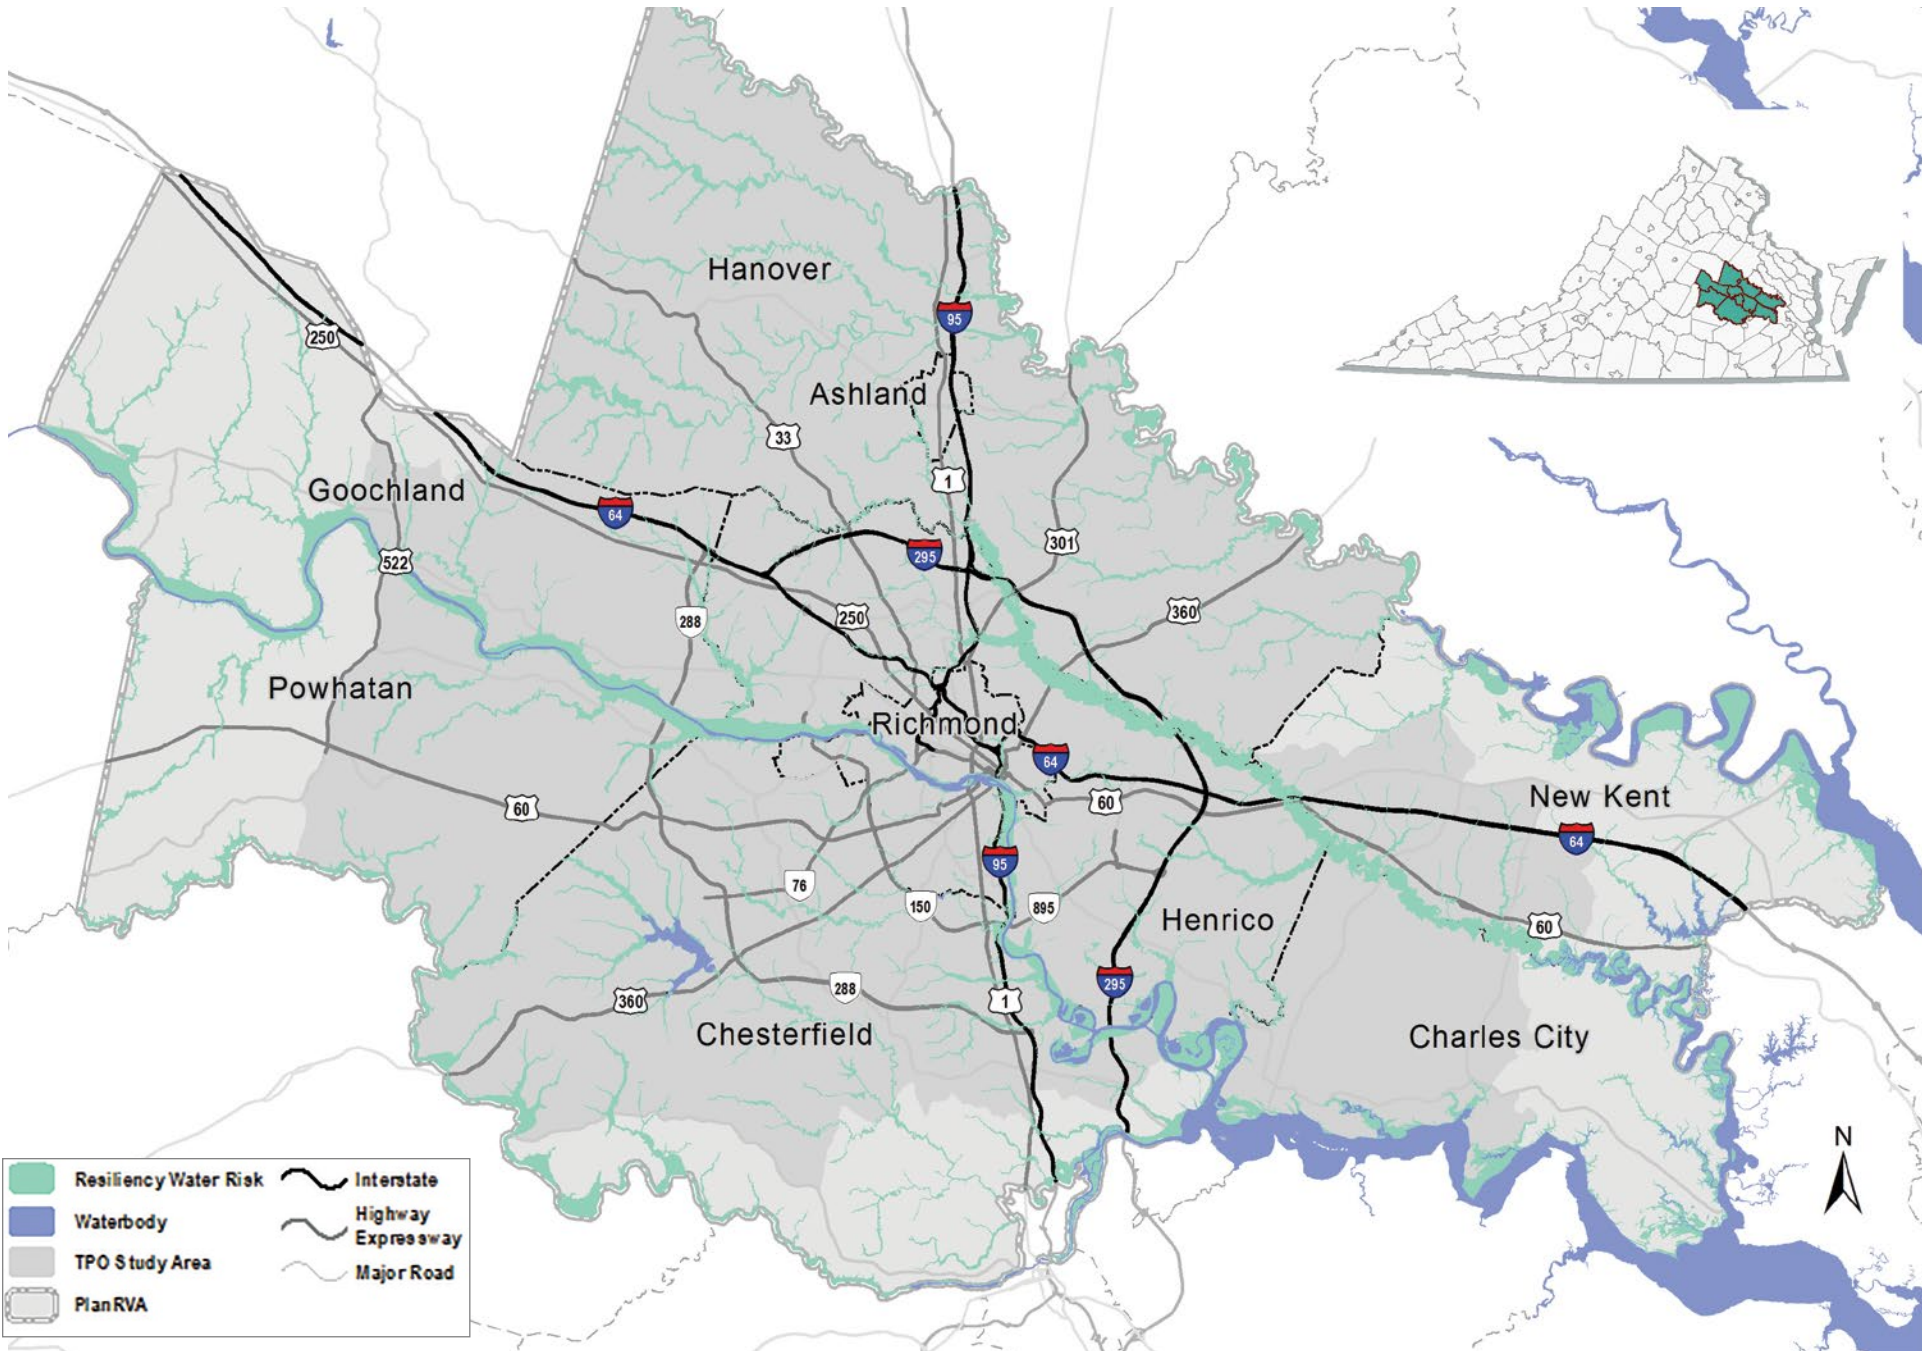 250
Hanover
95
Ashland
33
1
Goochland
64
522
295
301
288
250
360
Powhatan
Richmond
64
60
60
New Kent
64
95
76
150
895
Henrico
60
295
360
288
1
Chesterfield
Charles City
N
Resiliency Water Risk
Waterbody
TPO Study Area
PlanRVA
Interstate
Highway
Expressway
Major Road